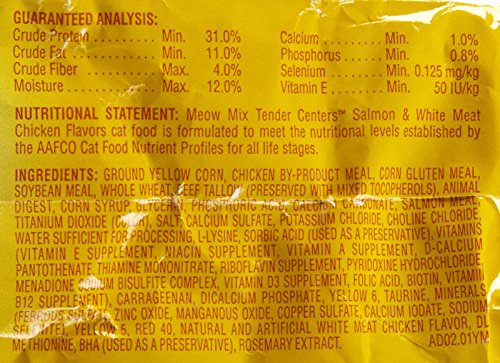 GUARANTEED ANALYSIS:
Crude Protein . . . . . . . . . Min. 31.0%
Crude Fat . . . . . . . . . . . . Min. 11.0%
Crude Fiber . . . . . . . . . . . Max. 4.0%
Moisture . . . . . . . . . . . . . Max. 12.0%
Calcium . . . . . . . . . . Min. 1.0%
Phosphorus . . . . . . . Min. 0.8%
Selenium . . . . . . . . . Min. 0.125 mg/kg
Vitamin E . . . . . . . . . Min. 50 IU/kg
NUTRITIONAL STATEMENT: Meow Mix Tender Centers™ Salmon & White Meat
Chicken Flavors cat food is formulated to meet the nutritional levels established by
the AAFCO Cat Food Nutrient Profiles for all life stages.
INGREDIENTS: GROUND YELLOW CORN, CHICKEN BY-PRODUCT MEAL, CORN GLUTEN MEAL,
SOYBEAN MEAL, WHOLE WHEAT, BEEF TALLOW (PRESERVED WITH MIXED TOCOPHEROLS), ANIMAL
DIGEST, CORN SYRUP, PHOSPHORIC ACID, CALCIUM CARBONATE, SALMON MEAL,
TITANIUM DIOXIDE SALT, CALCIUM SULFATE, POTASSIUM CHLORIDE, CHOLINE CHLORIDE,
WATER SUFFICIENT FOR PROCESSING, L-LYSINE, SORBIC ACID (USED AS A PRESERVATIVE), VITAMINS
(VITAMIN E SUPPLEMENT, NIACIN SUPPLEMENT, VITAMIN A SUPPLEMENT, D-CALCIUM
PANTOTHENATE, THIAMINE MONONITRATE, RIBOFLAVIN SUPPLEMENT, PYRIDOXINE HYDROCHLORIDE,
MENADIONE SODIUM BISULFITE COMPLEX, VITAMIN D3 SUPPLEMENT, FOLIC ACID, BIOTIN, VITAMIN
B12 SUPPLEMENT), CARRAGEENAN, DICALCIUM PHOSPHATE, YELLOW 6, TAURINE, MINERALS
(FERROUS SULFATE, ZINC OXIDE, MANGANOUS OXIDE, COPPER SULFATE, CALCIUM IODATE, SODIUM
SELENITE), YELLOW 5, RED 40, NATURAL AND ARTIFICIAL WHITE MEAT CHICKEN FLAVOR, DL
METHIONINE, BHA (USED AS A PRESERVATIVE), ROSEMARY EXTRACT. AD02.01YM